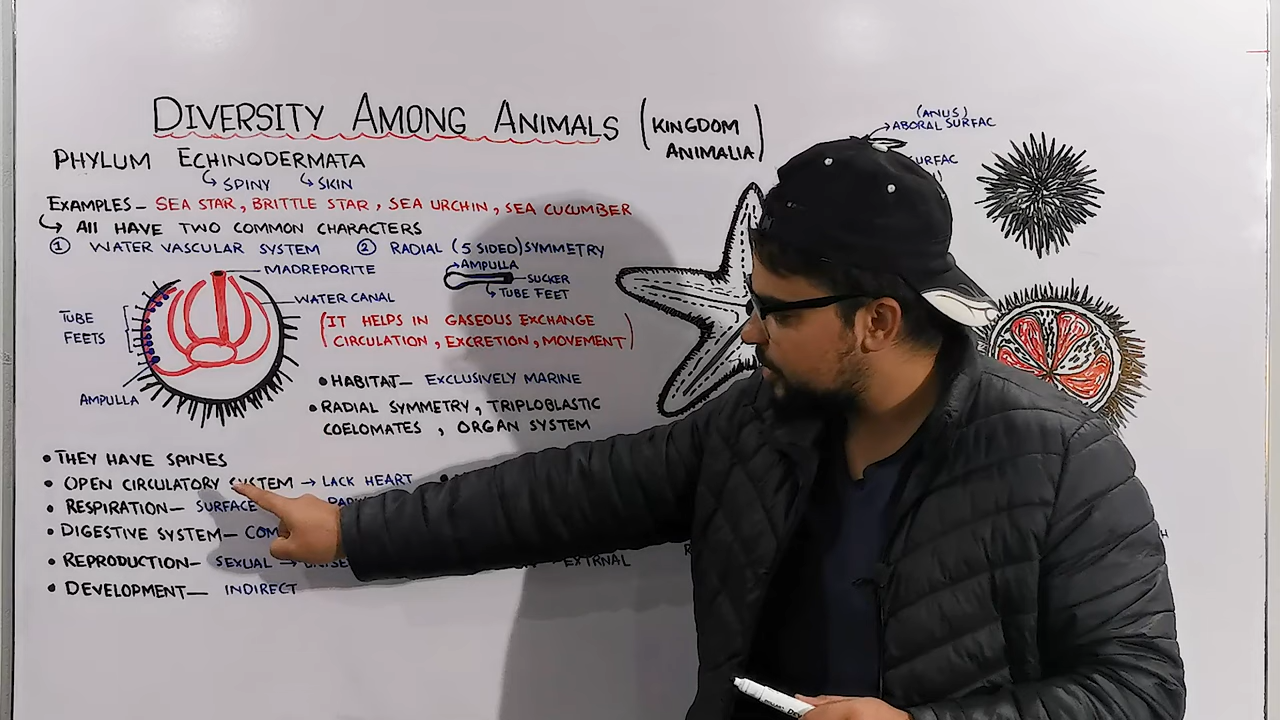 DIVERSITY AMONG ANIMALS (KINGDOM ANIMALIA)
PHYLUM ECHINODERMATA
SPINY SKIN
EXAMPLES- SEA STAR, BRITTLE STAR, SEA URCHIN, SEA CUCUMBER
All HAVE TWO COMMON CHARACTERS
① WATER VASCULAR SYSTEM ② RADIAL (5 SIDED) SYMMETRY
MADREPORITE
WATER CANAL
TUBE FEETS
AMPULLA
AMPULLA
SUCKER
TUBE FEET
(IT HELPS IN GASEOUS EXCHANGE
CIRCULATION, EXCRETION, MOVEMENT)
• HABITAT- EXCLUSIVELY MARINE
• RADIAL SYMMETRY, TRIPLOBLASTIC
COELOMATES, ORGAN SYSTEM
• THEY HAVE SPINES
• OPEN CIRCULATORY SYSTEM → LACK HEART
• RESPIRATION- SURFACE
• DIGESTIVE SYSTEM-
• REPRODUCTION- SEXUAL → EXTRNAL
• DEVELOPMENT- INDIRECT
(ANUS)
ABORAL SURFAC
SURFAC